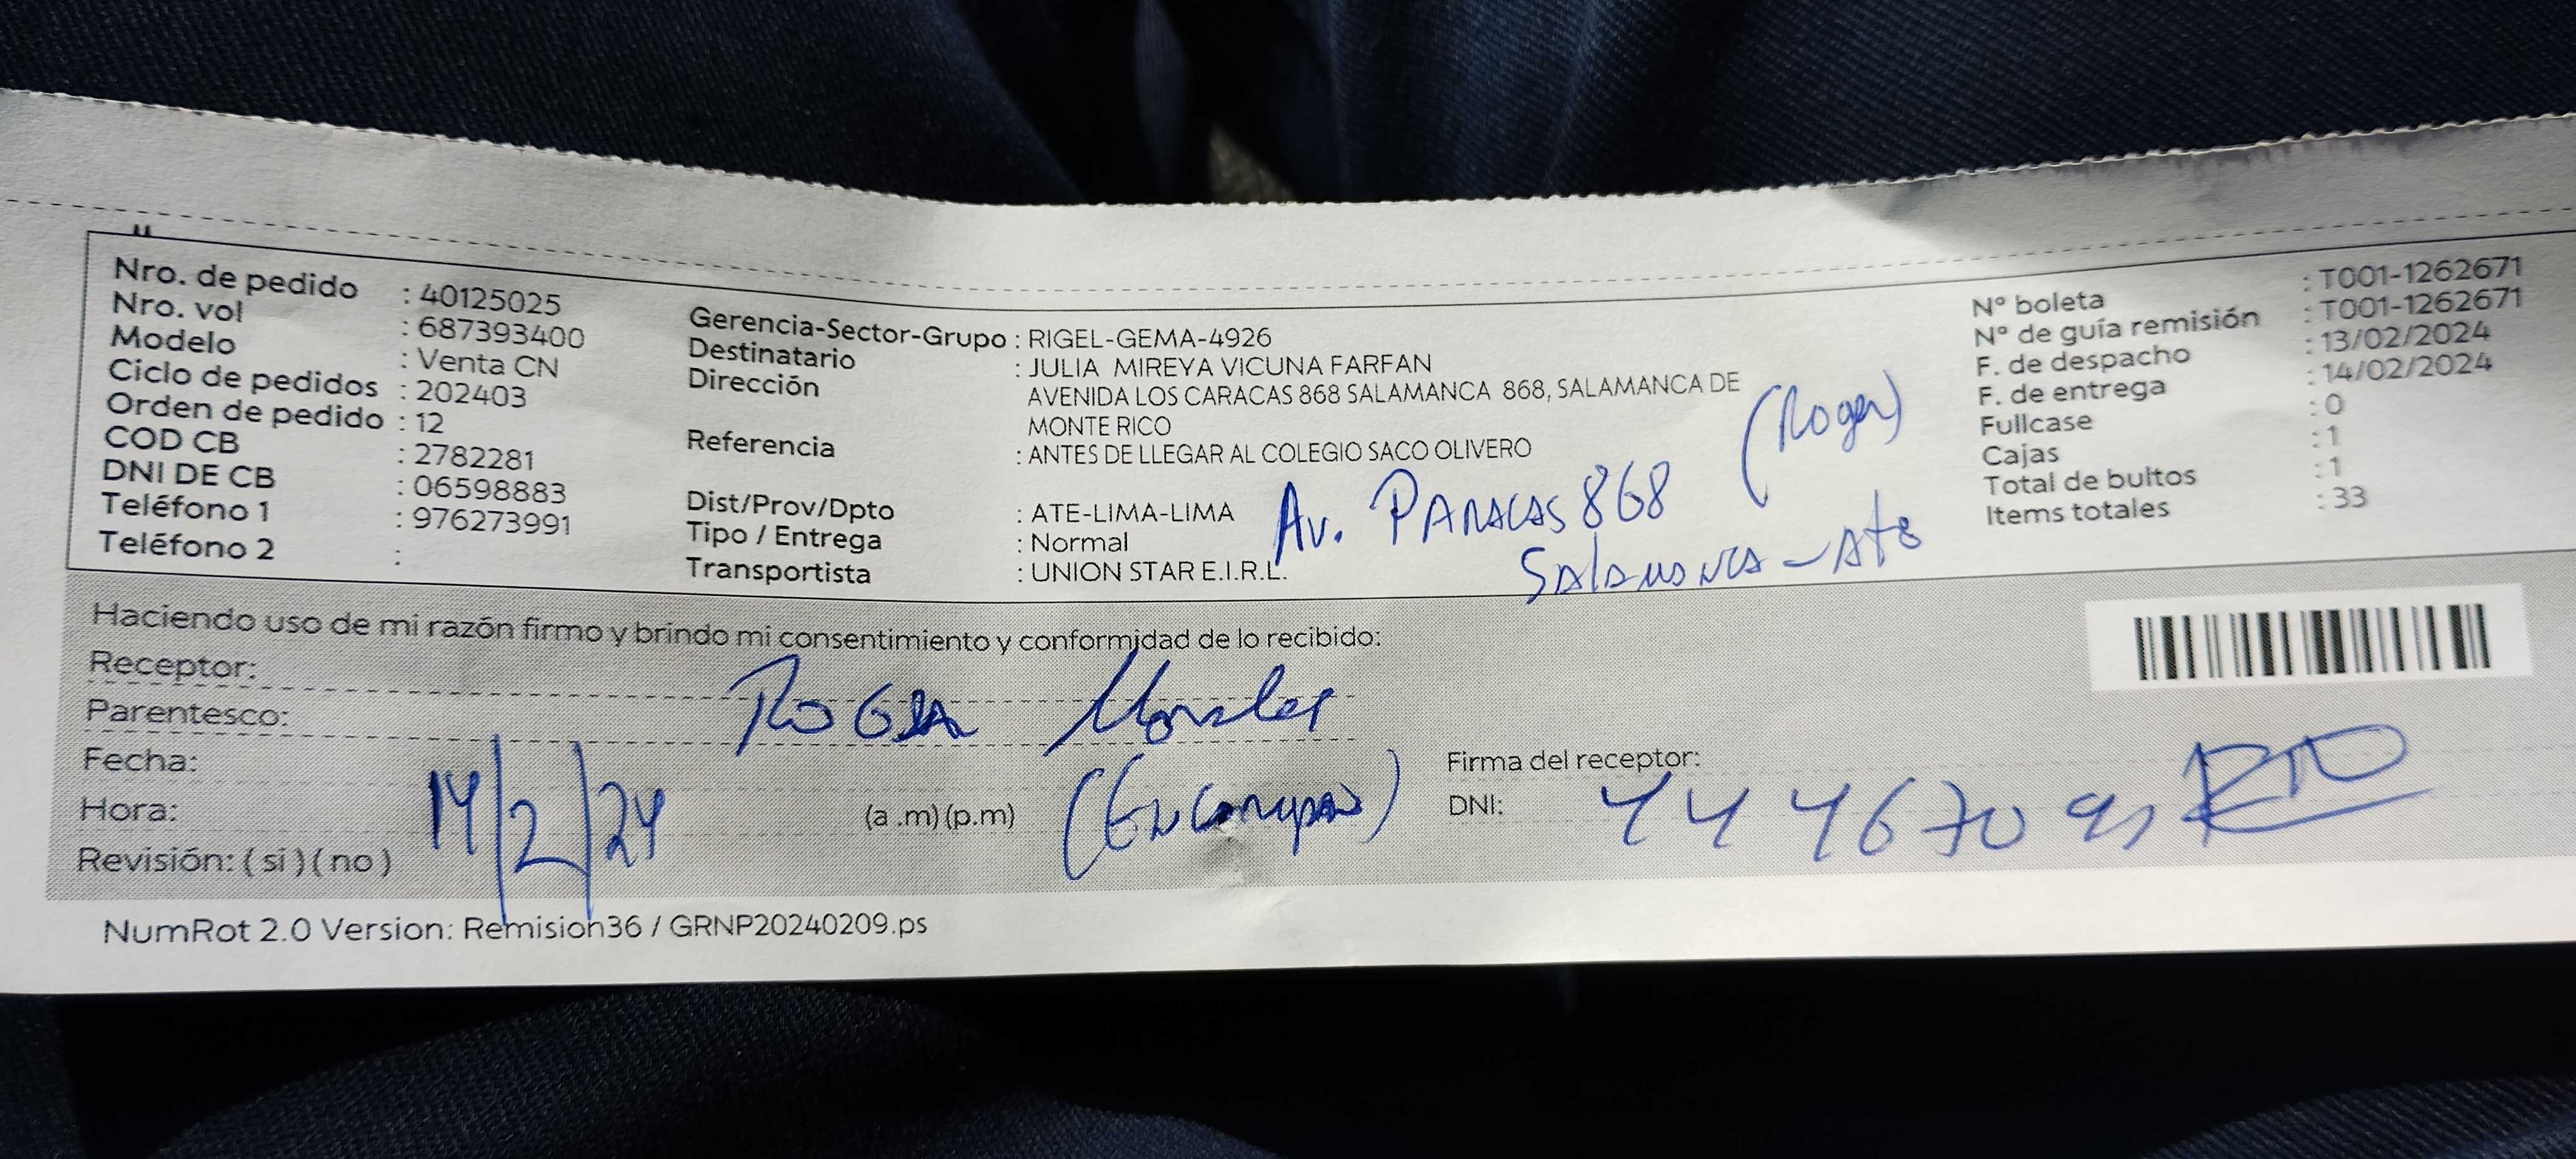 Nro. de pedido : 40125025
Nro. vol : 687393400
Modelo : Venta CN
Ciclo de pedidos : 202403
Orden de pedido : 12
COD CB : 2782281
DNI DE CB : 06598883
Teléfono 1 : 976273991
Teléfono 2 :
Gerencia-Sector-Grupo : RIGEL-GEMA-4926
Destinatario : JULIA MIREYA VICUNA FARFAN
Dirección AVENIDA LOS CARACAS 868 SALAMANCA 868, SALAMANCA DE
MONTE RICO
Referencia : ANTES DE LLEGAR AL COLEGIO SACO OLIVERO
Dist/Prov/Dpto : ATE-LIMA-LIMA
Tipo / Entrega : Normal
Transportista : UNION STAR E.I.R.L.
(Roger)
Av. PARACAS 868
Salamanca - Ate
N° boleta : T001-1262671
N° de guía remisión : T001-1262671
F. de despacho : 13/02/2024
F. de entrega : 14/02/2024
Fullcase : 0
Cajas : 1
Total de bultos : 1
Items totales : 33
Haciendo uso de mi razón firmo y brindo mi consentimiento y conformidad de lo recibido:
Receptor: Roger Morales
Parentesco:
Fecha: 14/2/24
Hora: (a .m) (p.m)
Revisión: ( si ) ( no )
Firma del receptor:
DNI:
NumRot 2.0 Version: Remision36 / GRNP20240209.ps